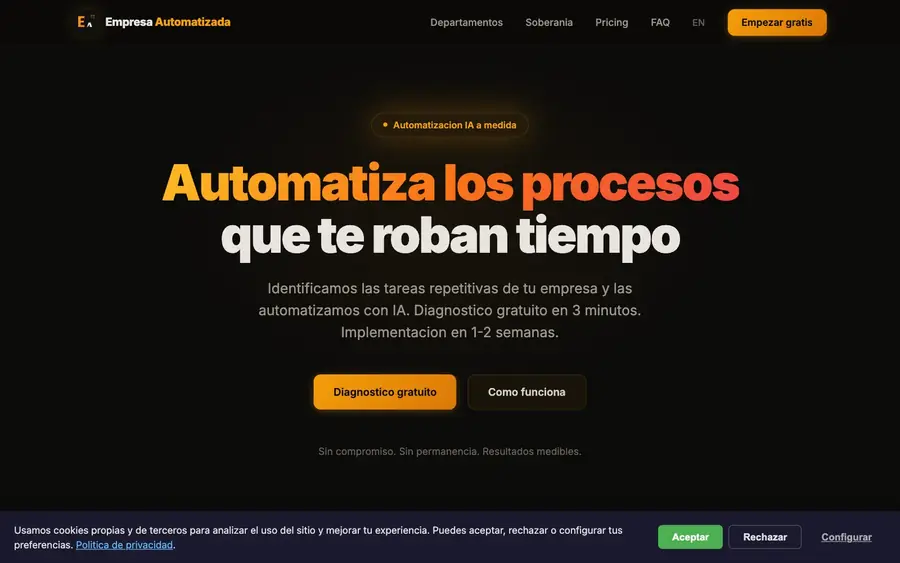 EA Empresa Automatizada
Departamentos Soberania Pricing FAQ EN Empezar gratis
Automatizacion IA a medida
Automatiza los procesos
que te roban tiempo
Identificamos las tareas repetitivas de tu empresa y las
automatizamos con IA. Diagnostico gratuito en 3 minutos.
Implementacion en 1-2 semanas.
Diagnostico gratuito Como funciona
Sin compromiso. Sin permanencia. Resultados medibles.
Usamos cookies propias y de terceros para analizar el uso del sitio y mejorar tu experiencia. Puedes aceptar, rechazar o configurar tus
preferencias. Politica de privacidad.
Aceptar Rechazar Configurar